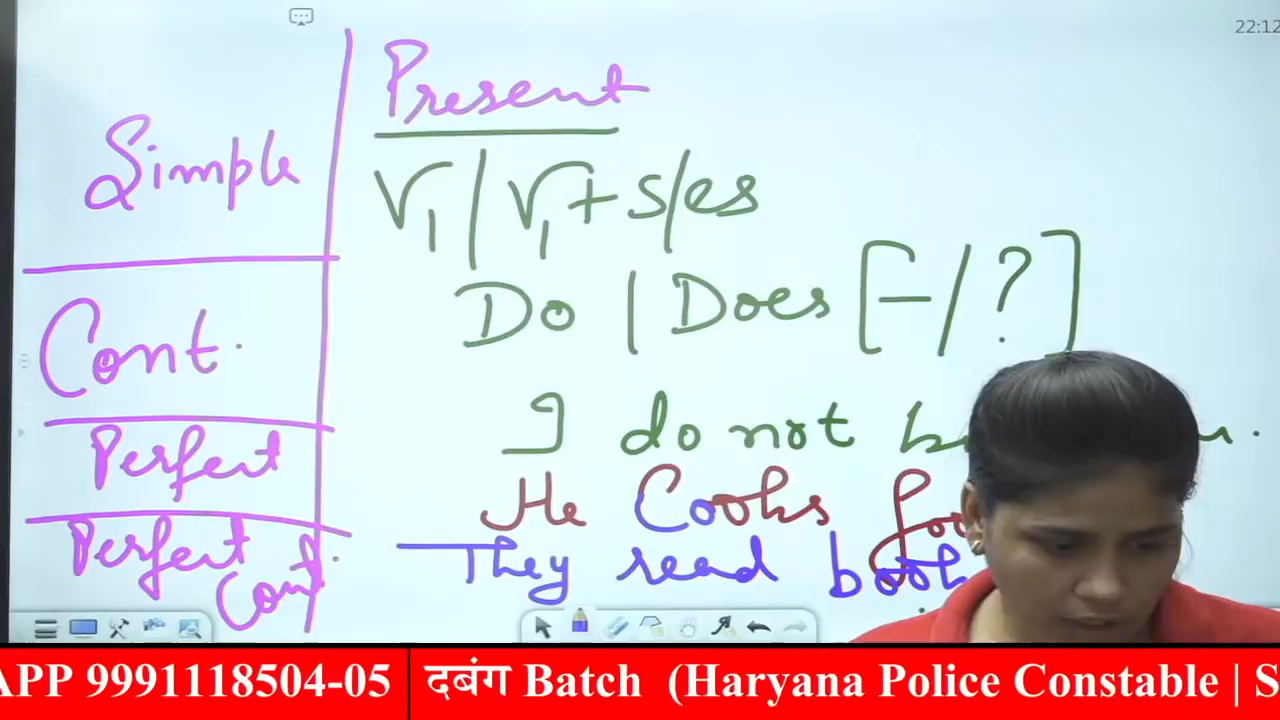 22:12
Present
Simple
V1 / V1 + s/es
Do / Does [- / ?]
Cont.
I do not
Perfect
He Cooks
Perfect Cont.
They read book
APP 9991118504-05
दबंग Batch (Haryana Police Constable | S